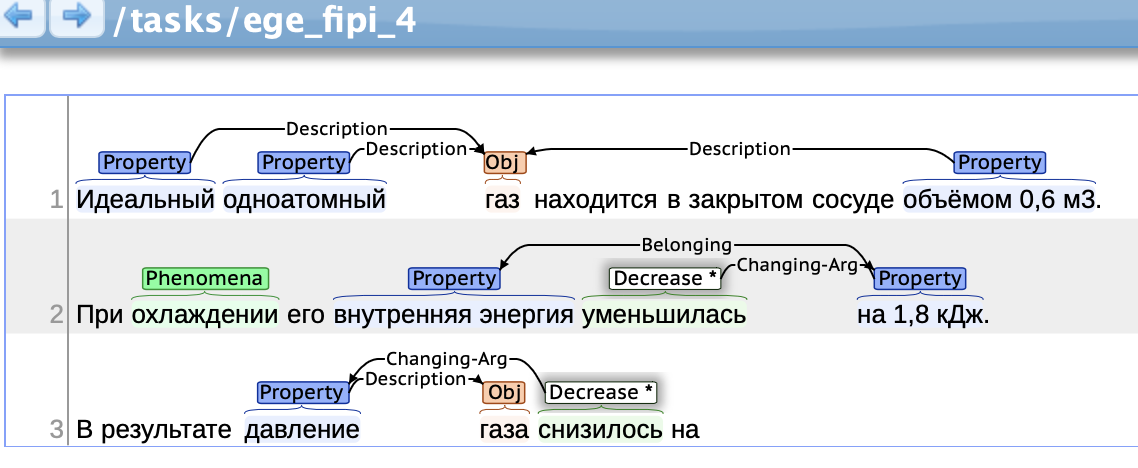 /tasks/ege_fipi_4
Description
Description Description
Property Property Obj Property
1 Идеальный одноатомный газ находится в закрытом сосуде объёмом 0,6 м3.
Belonging
Changing-Arg
Phenomena Property Decrease * Property
2 При охлаждении его внутренняя энергия уменьшилась на 1,8 кДж.
Changing-Arg
Description
Property Obj Decrease *
3 В результате давление газа снизилось на